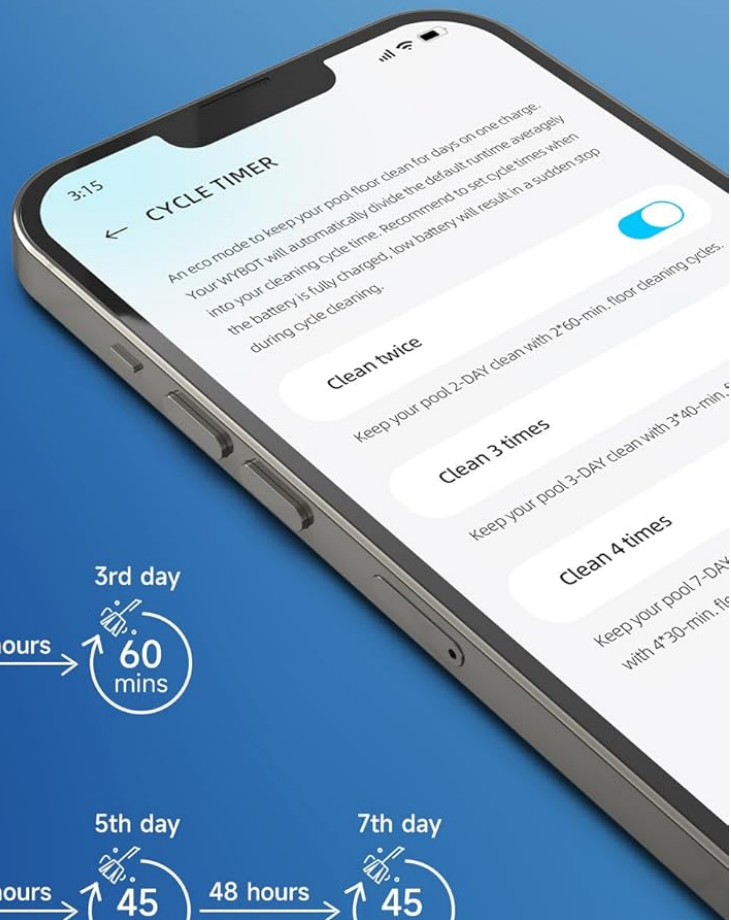 3:15
CYCLE TIMER
An eco mode to keep your pool floor clean for days on one charge.
Your WYBOT will automatically divide the default runtime averagely
into your cleaning cycle time. Recommend to set cycle times when
the battery is fully charged, low battery will result in a sudden stop
during cycle cleaning.
Clean twice
Keep your pool 2-DAY clean with 2*60-min. floor cleaning cycles.
Clean 3 times
Keep your pool 3-DAY clean with 3*40-min.
Clean 4 times
Keep your pool 7-DAY
with 4*30-min.
3rd day
hours
60
mins
5th day
7th day
hours
45
48 hours
45